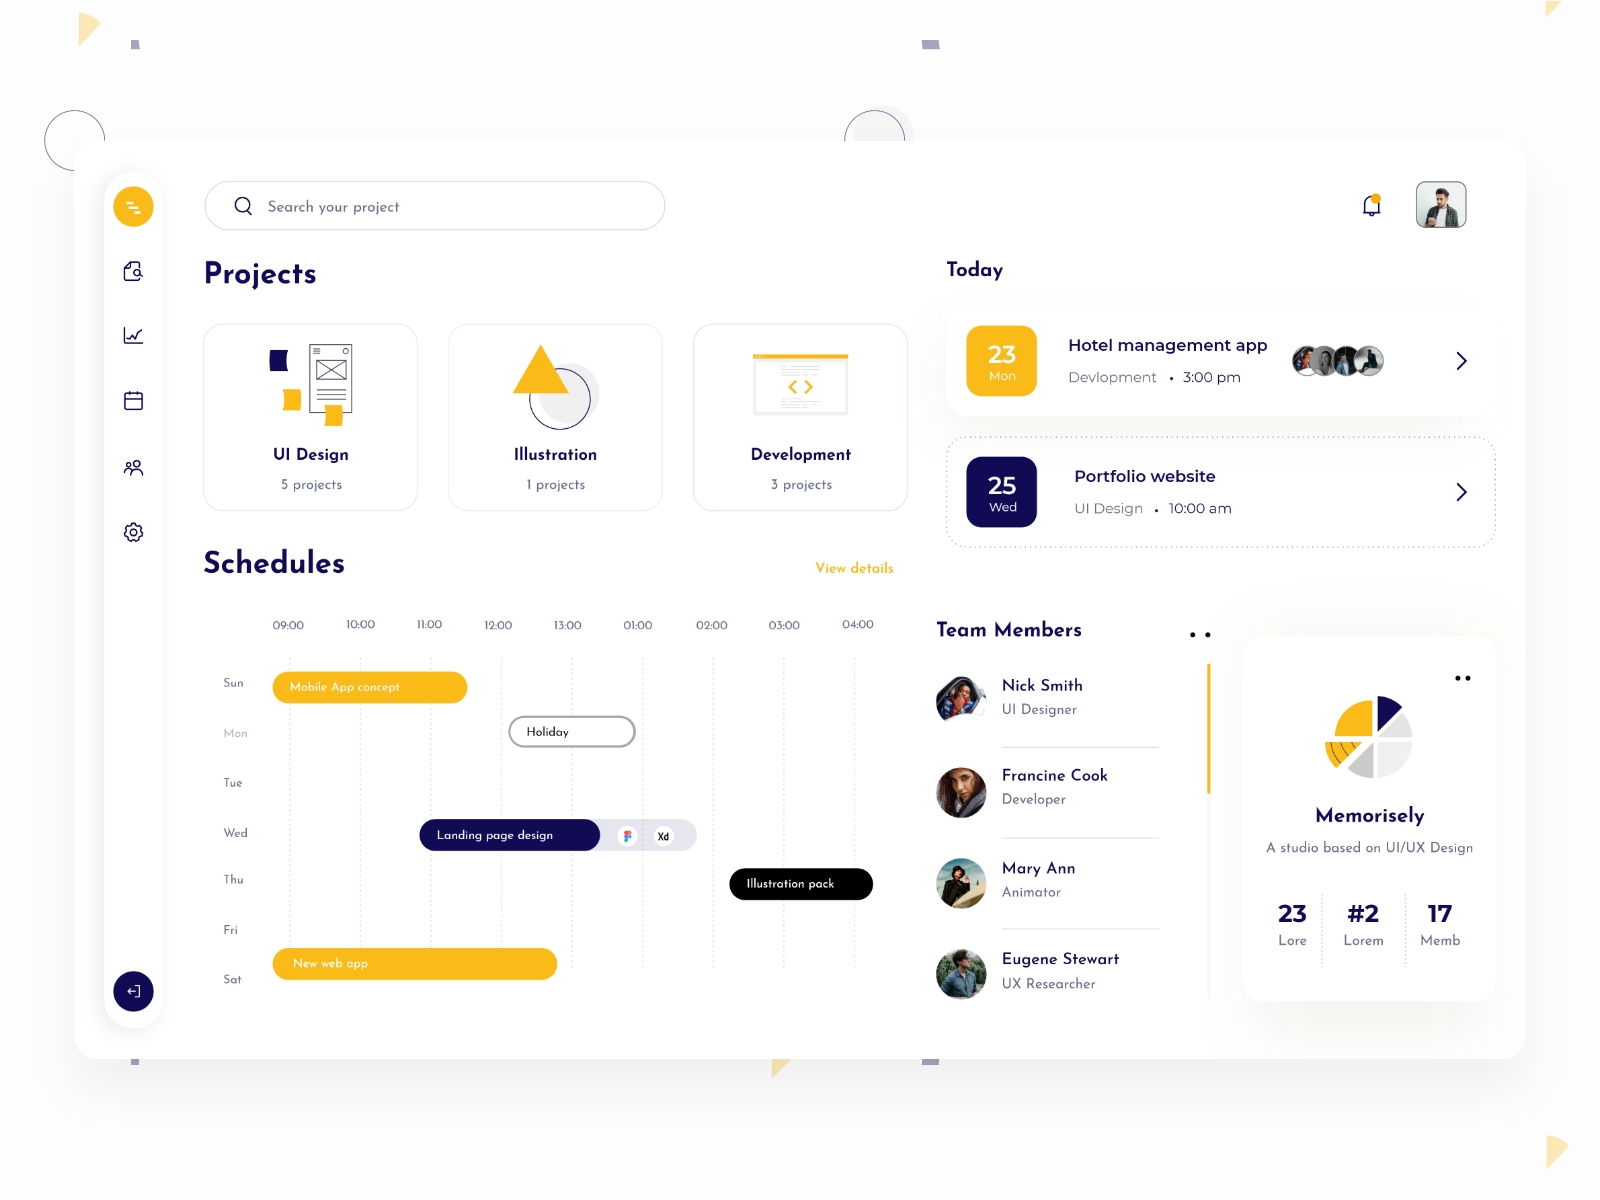 Search your project
Projects
UI Design
5 projects
Illustration
1 projects
Development
3 projects
Today
23
Mon
Hotel management app
Devlopment • 3:00 pm
25
Wed
Portfolio website
UI Design • 10:00 am
Schedules
View details
09:00 10:00 11:00 12:00 13:00 01:00 02:00 03:00 04:00
Sun
Mobile App concept
Mon
Holiday
Tue
Wed
Landing page design
Xd
Thu
Illustration pack
Fri
New web app
Sat
Team Members
Nick Smith
UI Designer
Francine Cook
Developer
Mary Ann
Animator
Eugene Stewart
UX Researcher
Memorisely
A studio based on UI/UX Design
23 #2 17
Lore Lorem Memb